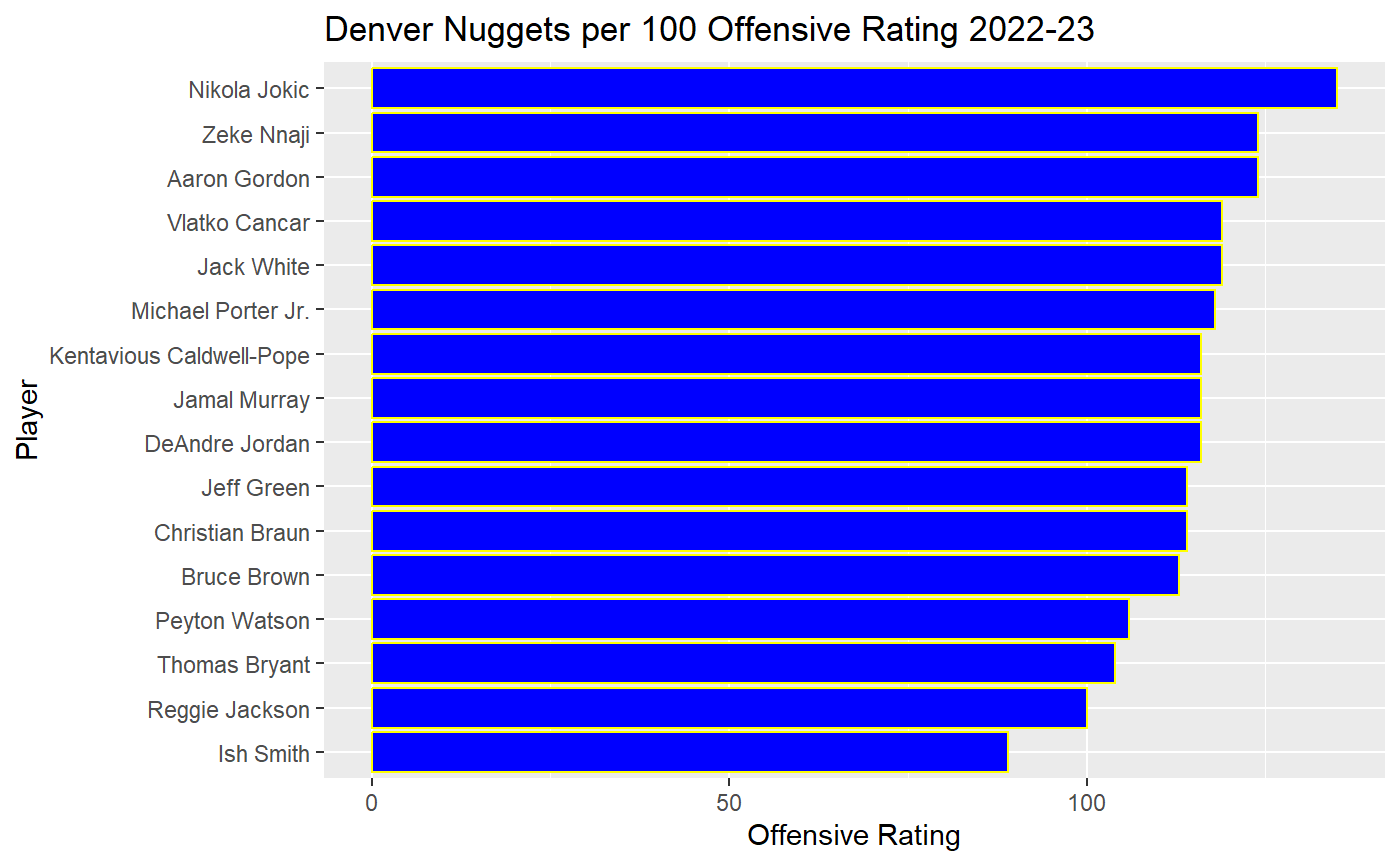 Denver Nuggets per 100 Offensive Rating 2022-23
Nikola Jokic
Zeke Nnaji
Aaron Gordon
Vlatko Cancar
Jack White
Michael Porter Jr.
Kentavious Caldwell-Pope
Jamal Murray
DeAndre Jordan
Jeff Green
Christian Braun
Bruce Brown
Peyton Watson
Thomas Bryant
Reggie Jackson
Ish Smith
Player
0 50 100
Offensive Rating